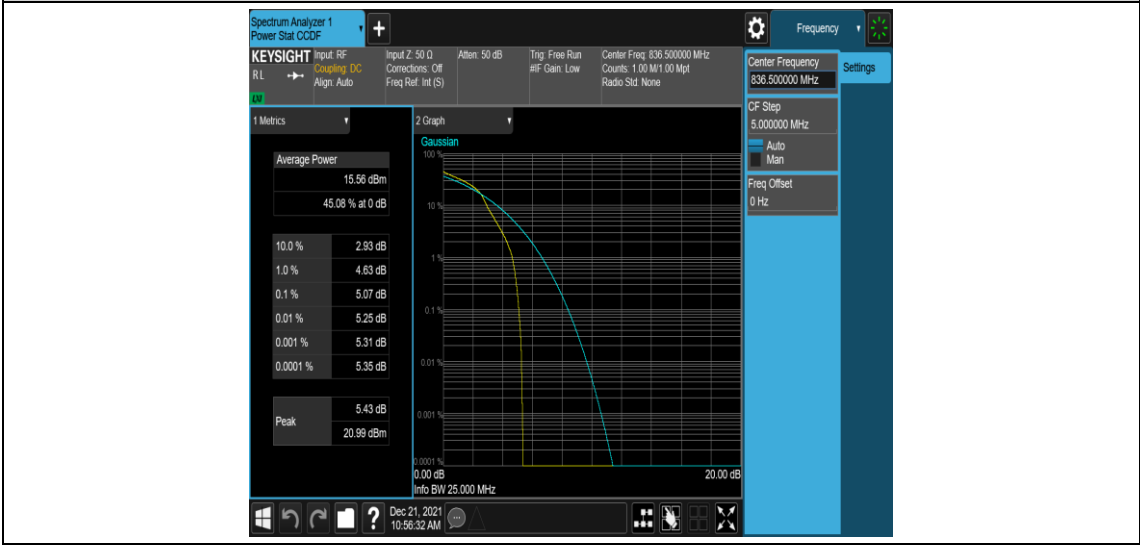 Spectrum Analyzer 1
Power Stat CCDF
+
Frequency
KEYSIGHT
RL
LXI
Input: RF
Coupling: DC
Align: Auto
Input Z: 50 Ω
Corrections: Off
Freq Ref: Int (S)
Atten: 50 dB
Trig: Free Run
#IF Gain: Low
Center Freq: 836.500000 MHz
Counts: 1.00 M/1.00 Mpt
Radio Std: None
1 Metrics
Average Power
15.56 dBm
45.08 % at 0 dB
10.0 % 2.93 dB
1.0 % 4.63 dB
0.1 % 5.07 dB
0.01 % 5.25 dB
0.001 % 5.31 dB
0.0001 % 5.35 dB
Peak
5.43 dB
20.99 dBm
2 Graph
Gaussian
100 %
10 %
1 %
0.1 %
0.01 %
0.001 %
0.0001 %
0.00 dB 20.00 dB
Info BW 25.000 MHz
Center Frequency
836.500000 MHz
Settings
CF Step
5.000000 MHz
Auto
Man
Freq Offset
0 Hz
?
Dec 21, 2021
10:56:32 AM